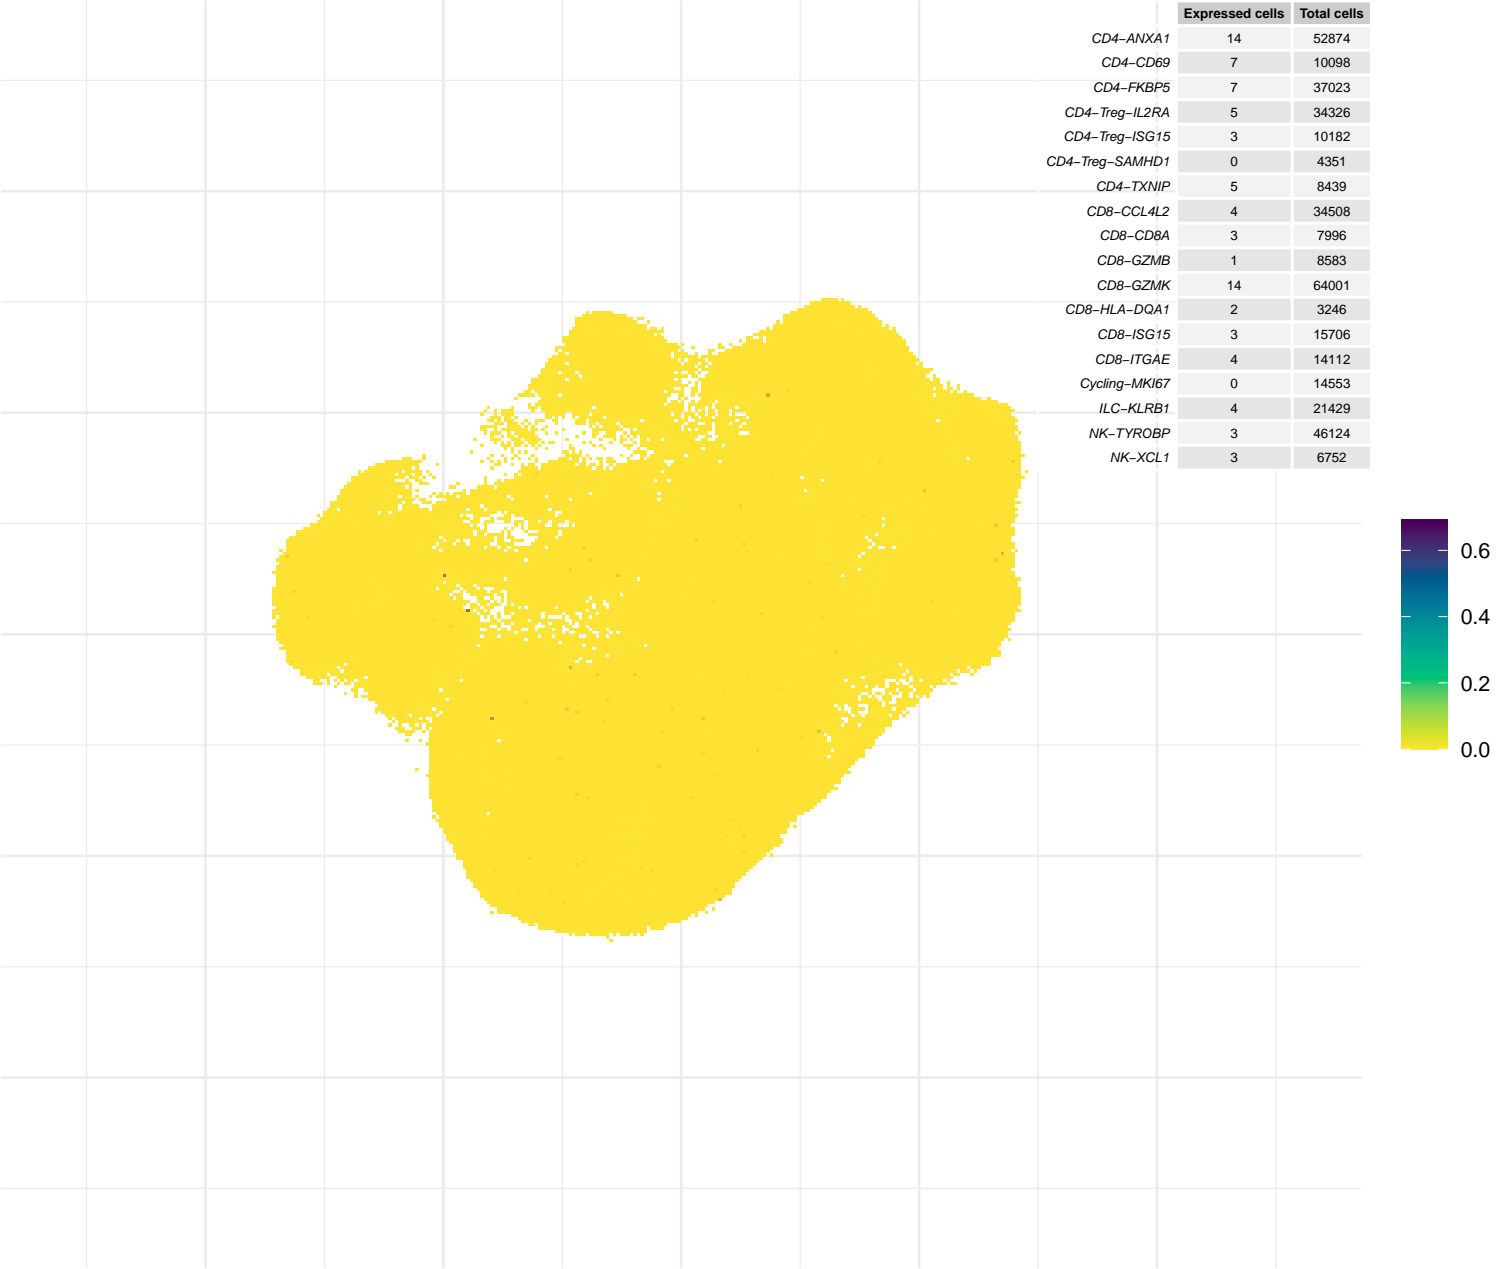 Expressed cells Total cells
CD4−ANXA1 14 52874
CD4−CD69 7 10098
CD4−FKBP5 7 37023
CD4−Treg−IL2RA 5 34326
CD4−Treg−ISG15 3 10182
CD4−Treg−SAMHD1 0 4351
CD4−TXNIP 5 8439
CD8−CCL4L2 4 34508
CD8−CD8A 3 7996
CD8−GZMB 1 8583
CD8−GZMK 14 64001
CD8−HLA−DQA1 2 3246
CD8−ISG15 3 15706
CD8−ITGAE 4 14112
Cycling−MKI67 0 14553
ILC−KLRB1 4 21429
NK−TYROBP 3 46124
NK−XCL1 3 6752
0.6
0.4
0.2
0.0